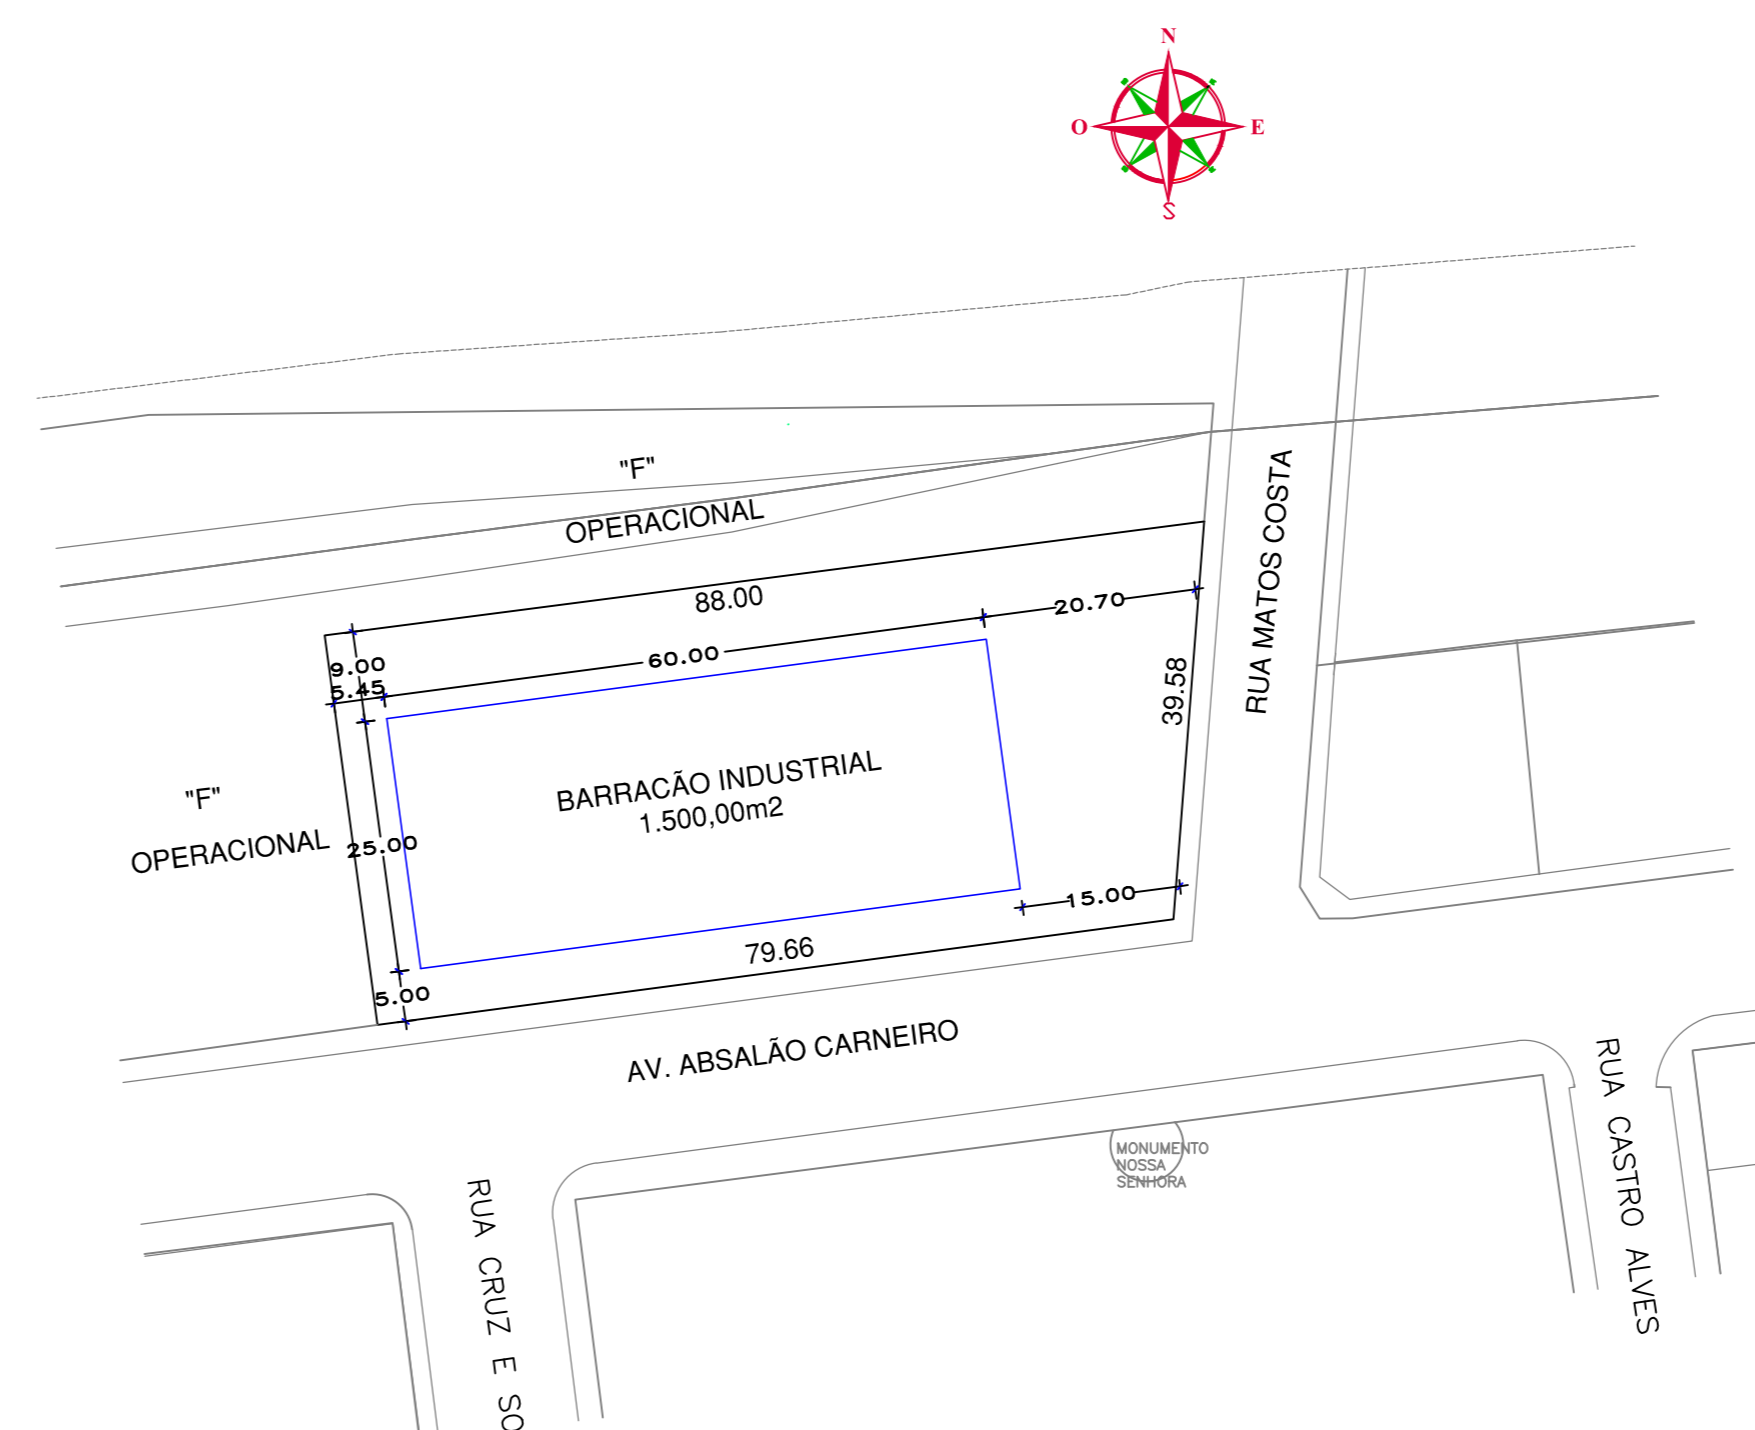 N
O
E
S
"F"
OPERACIONAL
88.00
20.70
60.00
9.00
5.45
39.58
RUA MATOS COSTA
BARRACÃO INDUSTRIAL
1.500,00m2
"F"
OPERACIONAL
25.00
15.00
79.66
5.00
AV. ABSALÃO CARNEIRO
MONUMENTO
NOSSA
SENHORA
RUA CASTRO ALVES
RUA CRUZ E SO